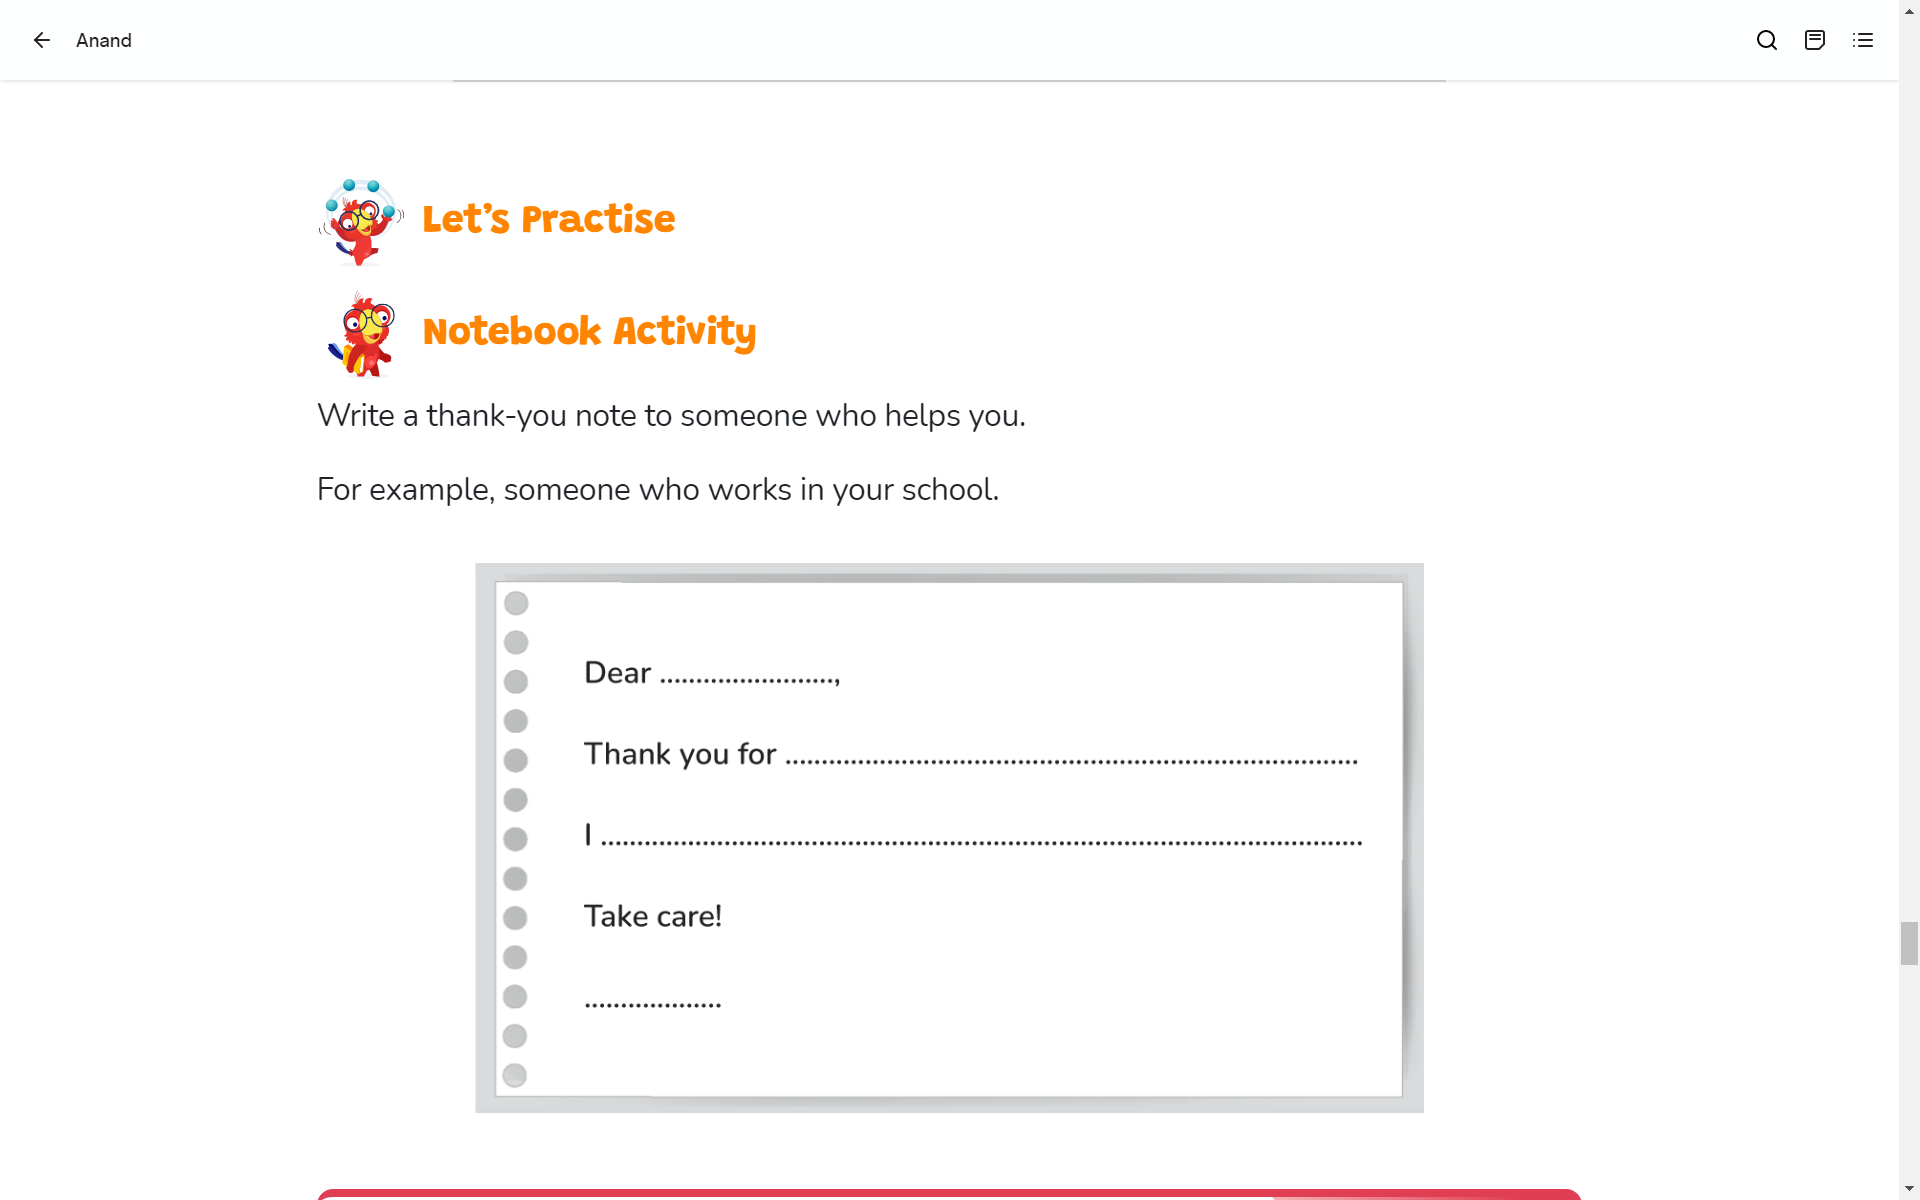 Anand
Let's Practise
Notebook Activity
Write a thank-you note to someone who helps you.
For example, someone who works in your school.
Dear ........................,
Thank you for ...............................................................................
I .........................................................................................................
Take care!
...................